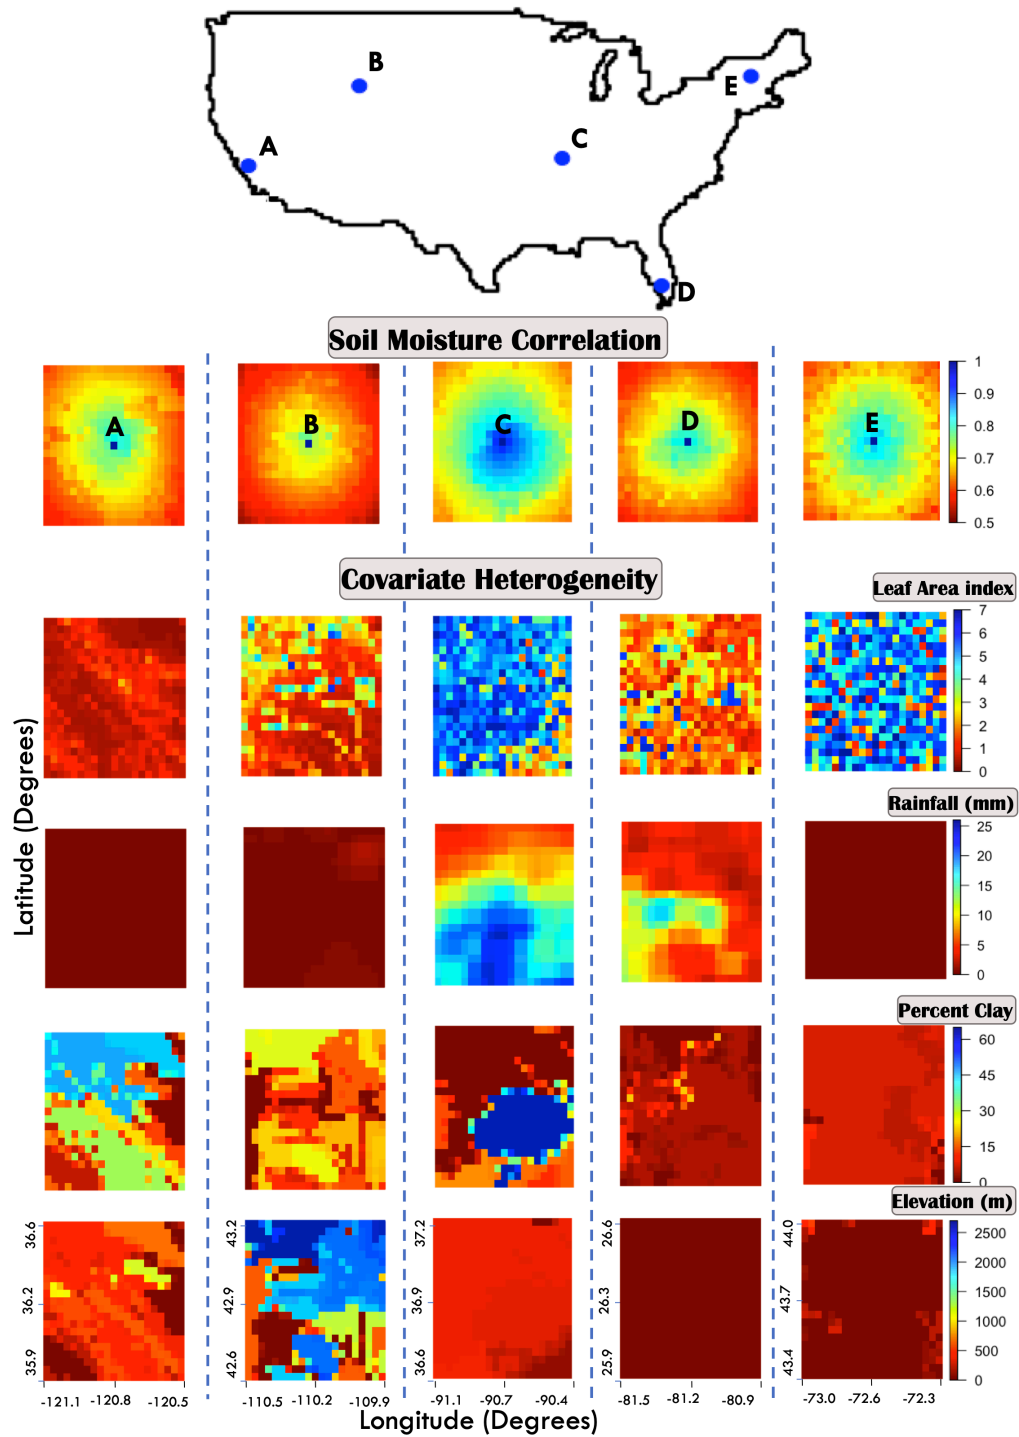 B
E
C
A
D
Soil Moisture Correlation
A
B
C
D
E
1
0.9
0.8
0.7
0.6
0.5
Covariate Heterogeneity
Leaf Area index
7
6
5
4
3
2
1
0
Rainfall (mm)
25
20
15
10
5
0
Latitude (Degrees)
Percent Clay
60
45
30
15
0
Elevation (m)
2500
2000
1500
1000
500
0
36.6
36.2
35.9
43.2
42.9
42.6
37.2
36.9
36.6
26.6
26.3
25.9
44.0
43.7
43.4
-121.1 -120.8 -120.5
-110.5 -110.2 -109.9
-91.1 -90.7 -90.4
-81.5 -81.2 -80.9
-73.0 -72.6 -72.3
Longitude (Degrees)